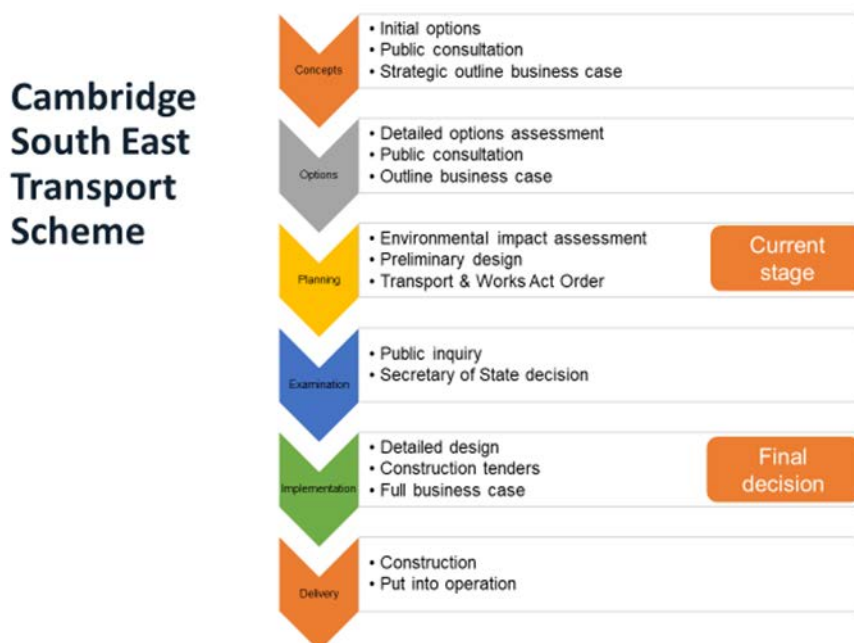 Cambridge
South East
Transport
Scheme
Concepts
• Initial options
• Public consultation
• Strategic outline business case
Options
• Detailed options assessment
• Public consultation
• Outline business case
Planning
• Environmental impact assessment
• Preliminary design
• Transport & Works Act Order
Current
stage
Examination
• Public inquiry
• Secretary of State decision
Implementation
• Detailed design
• Construction tenders
• Full business case
Final
decision
Delivery
• Construction
• Put into operation